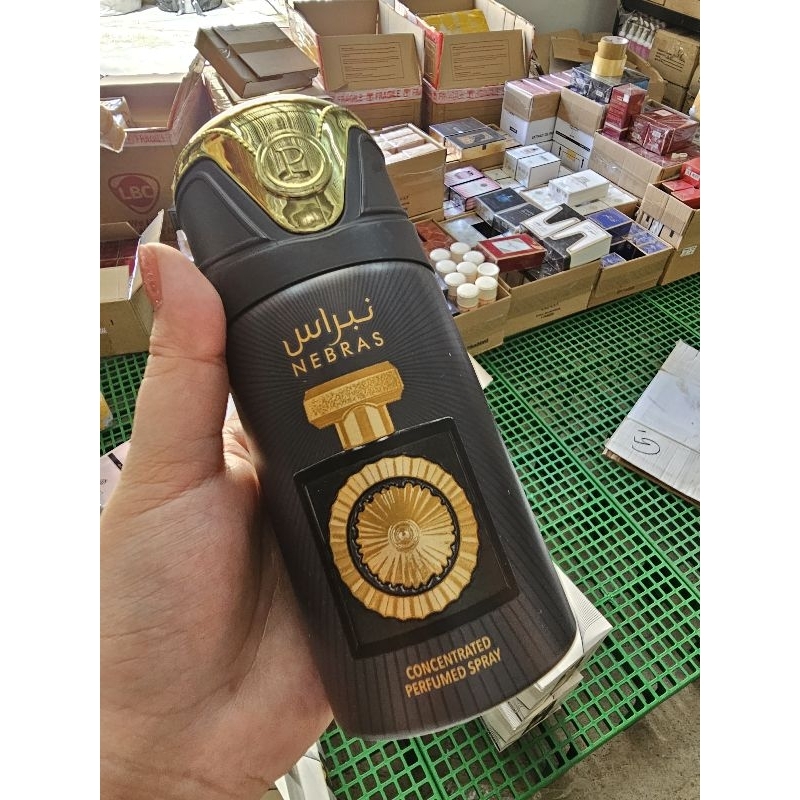 نبراس
NEBRAS
CONCENTRATED
PERFUMED SPRAY
LBC
FRAGILE